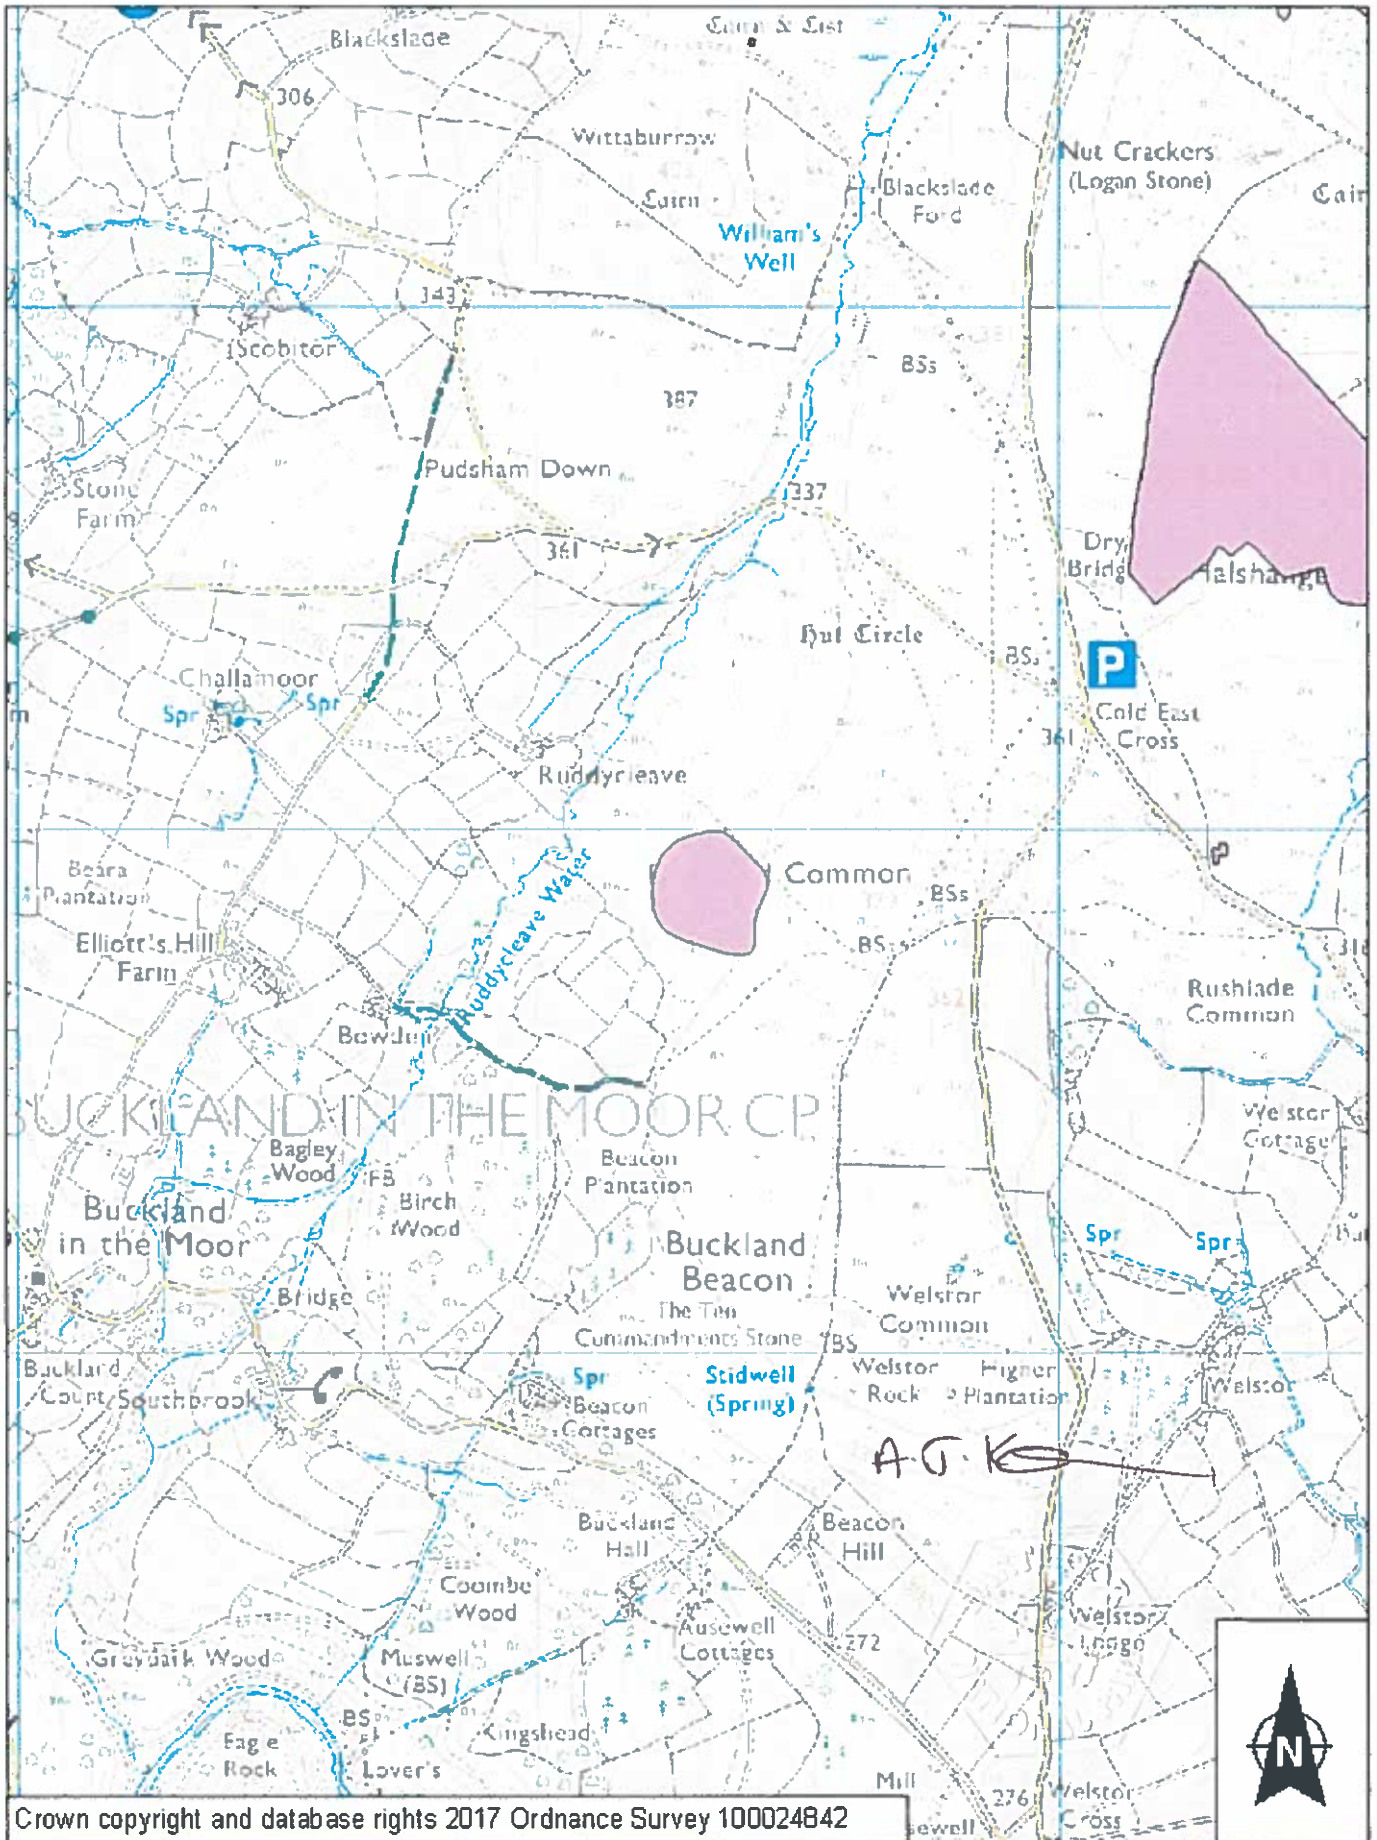 Blackslade
Cairn & Cist
306
Wittaburrow
Nut Crackers
(Logan Stone)
Cairn
Blackslade
Ford
Cair
William's
Well
343
Scobitor
BSs
387
Pudsham Down
Stone
Farm
337
361
Dry
Bridg
Halshange
Hut Circle
BSs
P
Challamoor
Spr
Spr
m
Cold East
Cross
361
Ruddycleave
Beara
Plantation
Common
BSs
Ruddycleave Water
Elliott's Hill
Farm
BSs
316
Rushlade
Common
Bowden
BUCKLAND IN THE MOOR CP
Welstor
Cottage
Bagley
Wood
FB
Birch
Wood
Beacon
Plantation
Buckland
in the Moor
Buckland
Beacon
Spr
Spr
Bridge
Welstor
Common
The Ten
Commandments Stone
BS
Buckland
Court
Southbrook
Spr
Beacon
Cottages
Stidwell
(Spring)
Welstor
Rock
Higher
Plantation
Welstor
A.J.K
Buckland
Hall
Beacon
Hill
Coombe
Wood
Ausewell
Cottages
272
Welstor
Lodge
Greypark Wood
Muswell
(BS)
BS
Kingshead
Eagle
Rock
Lover's
Mill
276
Welstor
Cross
N
Crown copyright and database rights 2017 Ordnance Survey 100024842
sewell